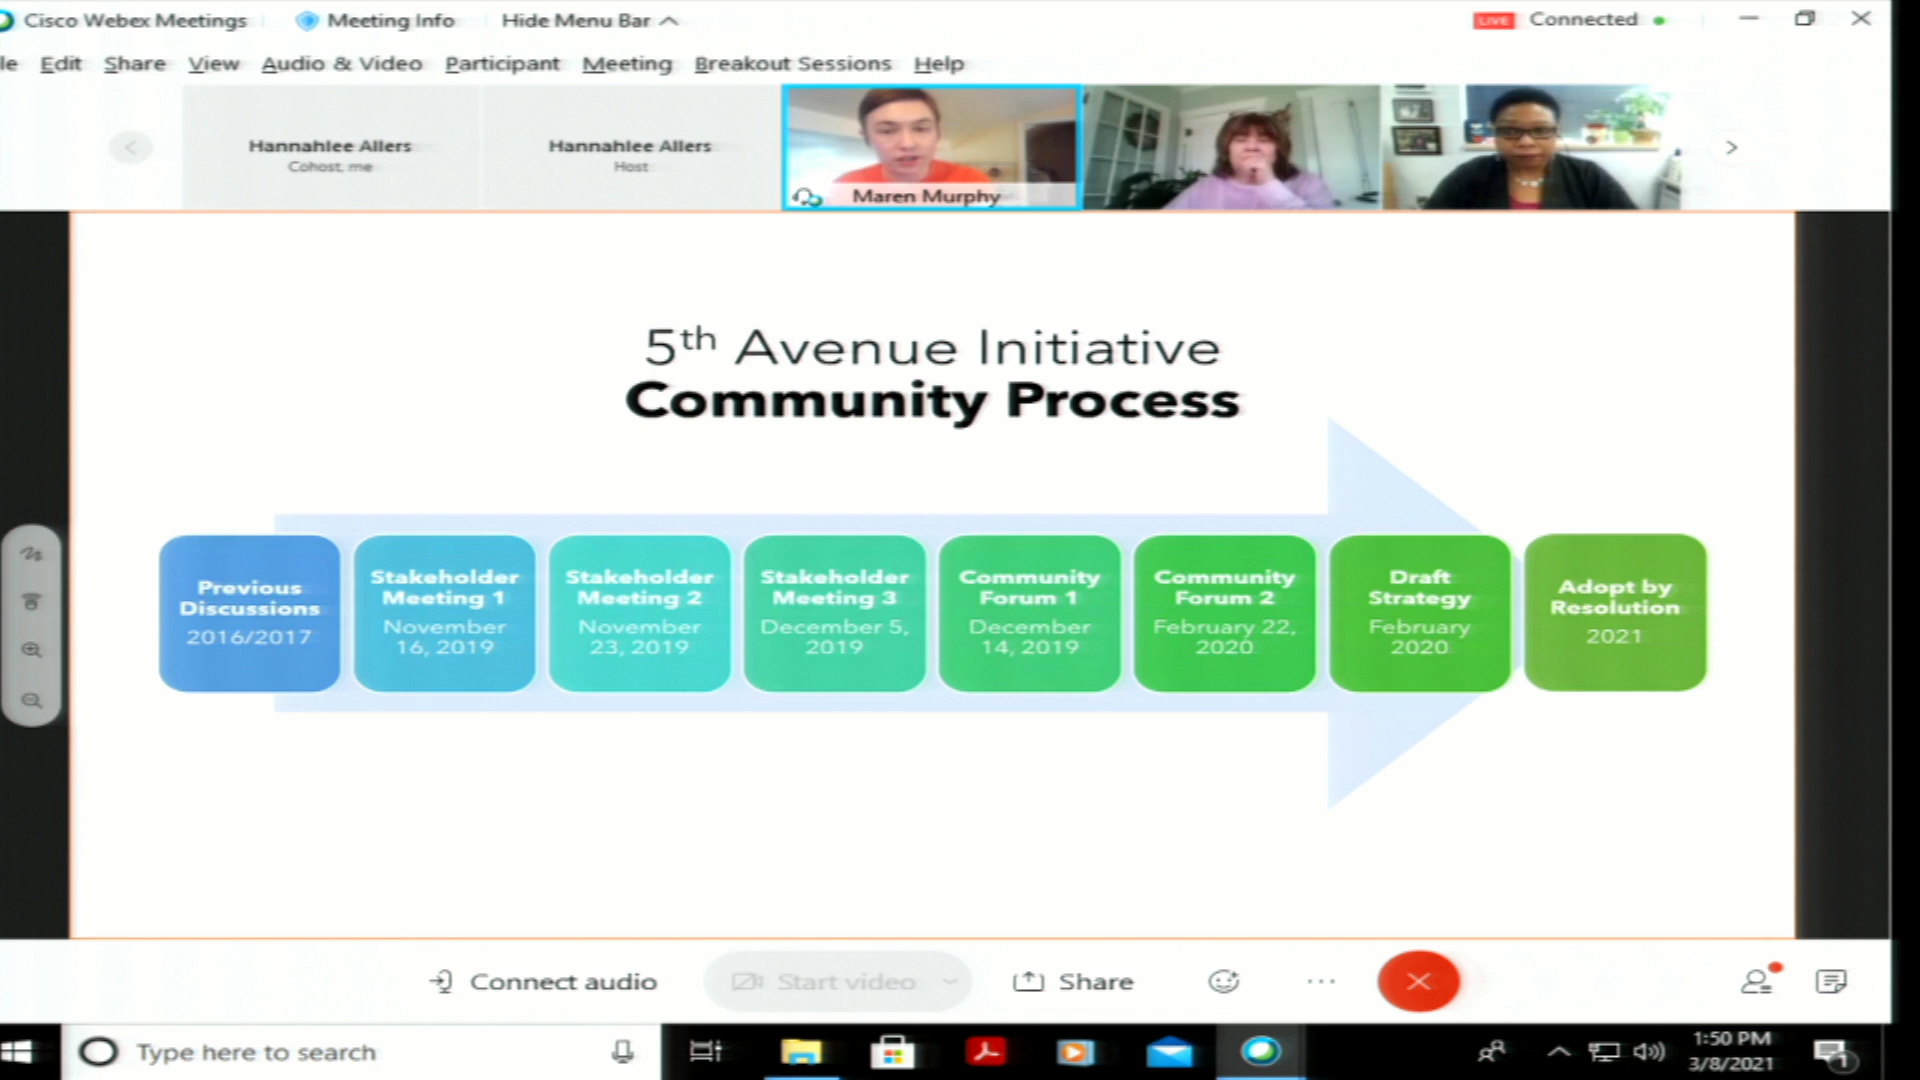 Cisco Webex Meetings
Meeting Info
Hide Menu Bar
LIVE
Connected
le Edit Share View Audio & Video Participant Meeting Breakout Sessions Help
Hannahlee Allers
Cohost, me
Hannahlee Allers
Host
Maren Murphy
5th Avenue Initiative
Community Process
Previous
Discussions
2016/2017
Stakeholder
Meeting 1
November
16, 2019
Stakeholder
Meeting 2
November
23, 2019
Stakeholder
Meeting 3
December 5,
2019
Community
Forum 1
December
14, 2019
Community
Forum 2
February 22,
2020
Draft
Strategy
February
2020
Adopt by
Resolution
2021
Connect audio
Start video
Share
Type here to search
1:50 PM
3/8/2021
1